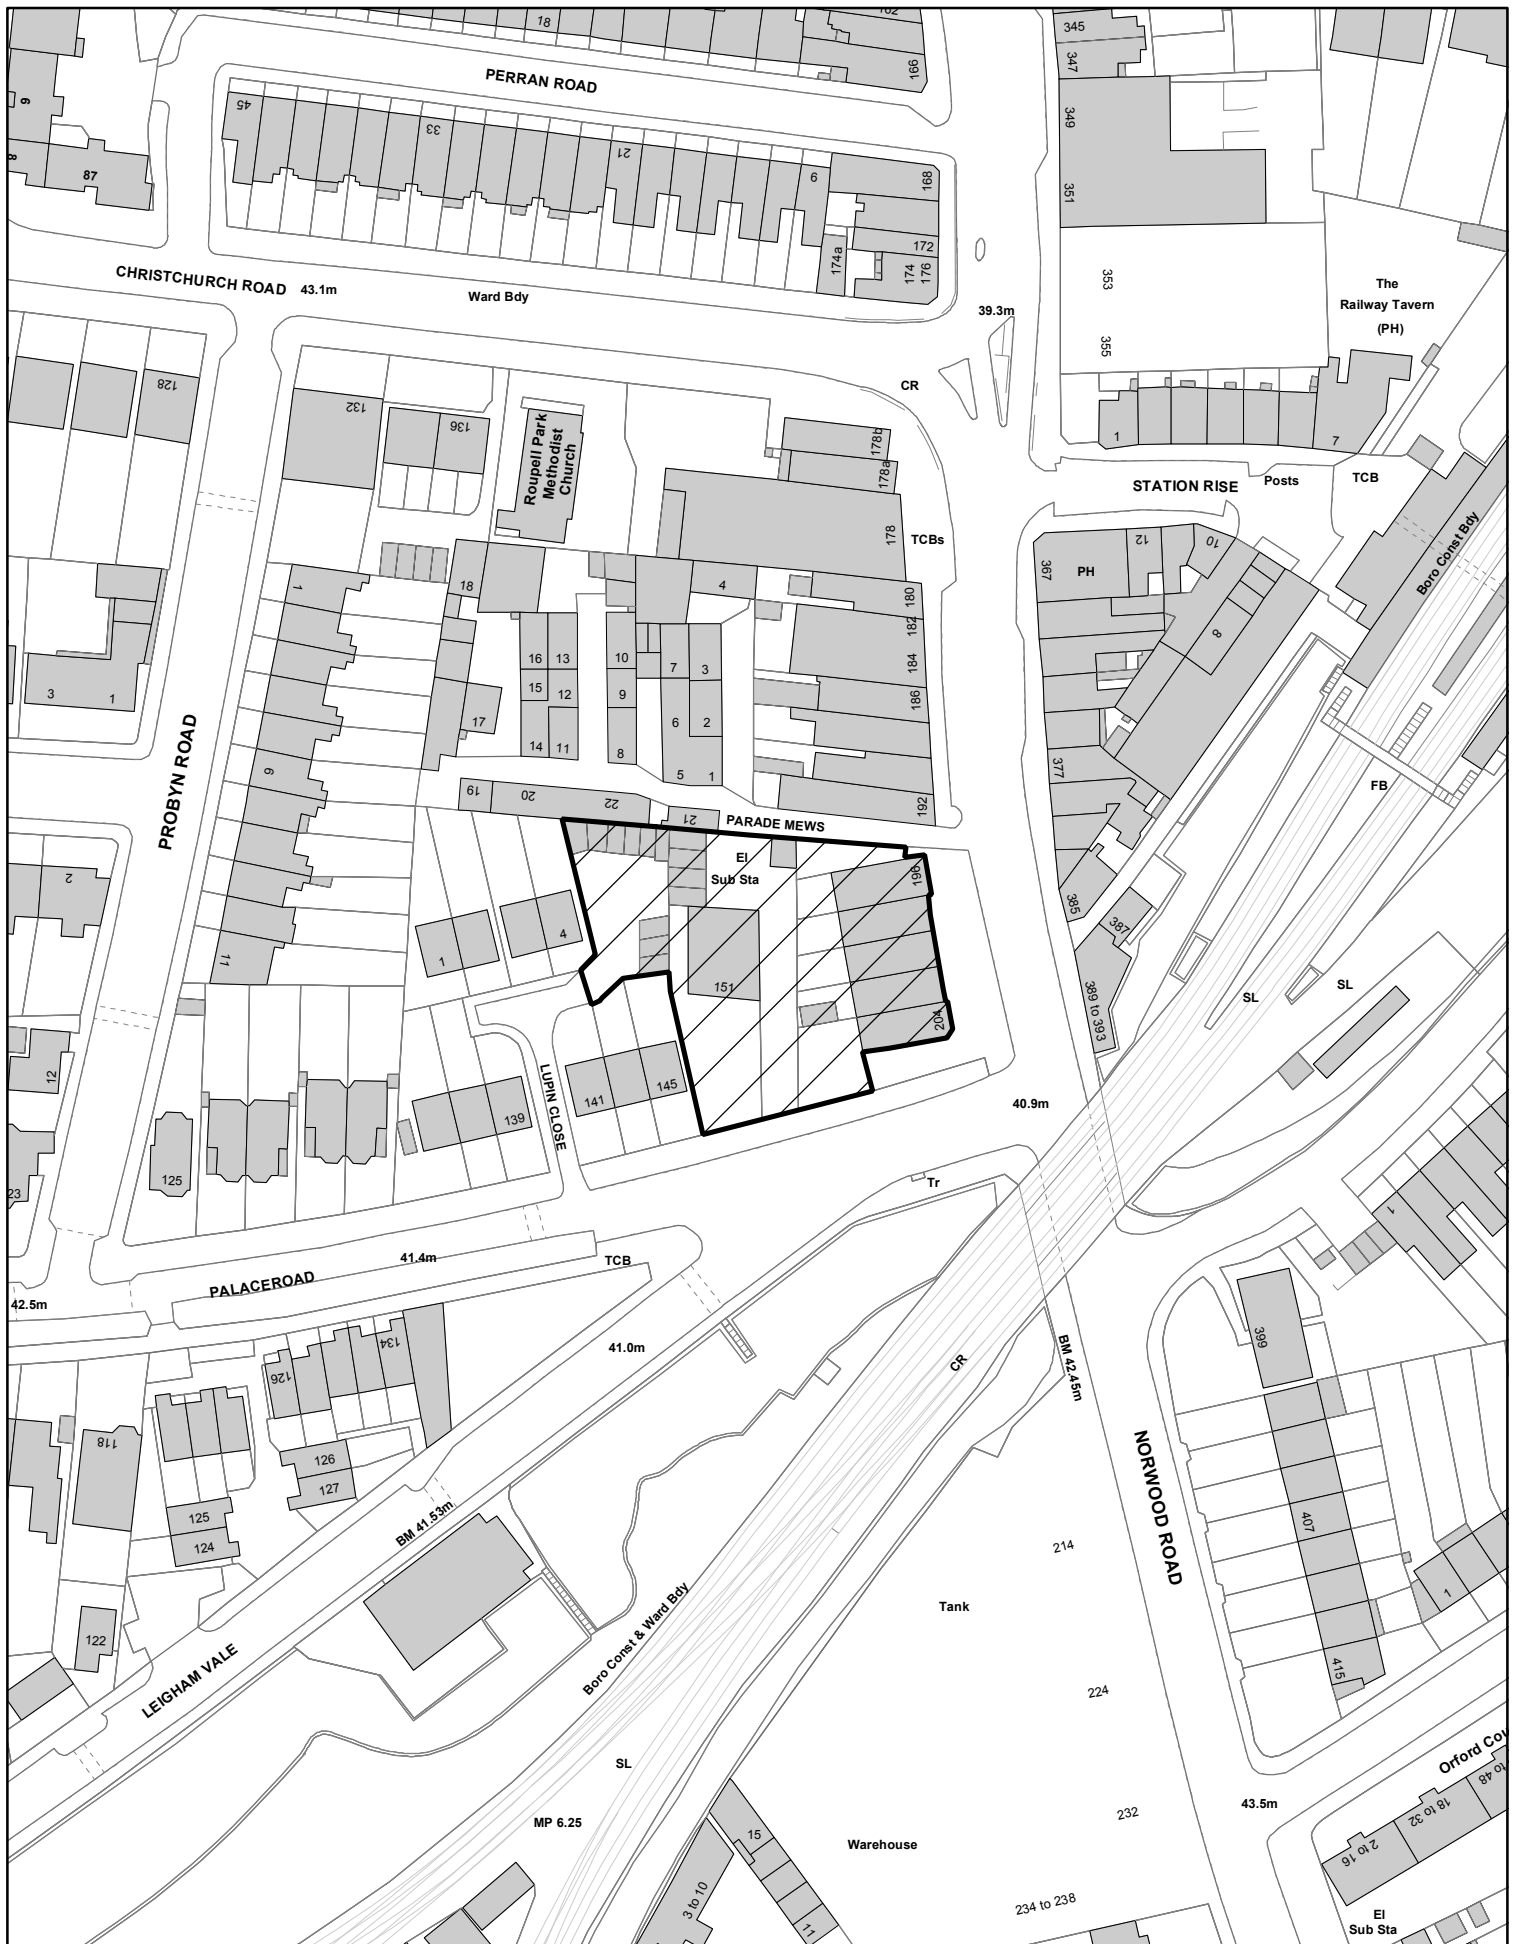 18
162
166
345
347
PERRAN ROAD
45
33
21
9
168
349
351
9
8
87
172
174a
174
176
353
355
The
Railway Tavern
(PH)
CHRISTCHURCH ROAD
43.1m
Ward Bdy
39.3m
CR
128
132
136
Roupell Park
Methodist
Church
178b
178a
178
TCBs
1
7
STATION RISE
Posts
TCB
Boro Const Bdy
367
PH
12
10
8
1
18
4
180
182
184
186
16
13
10
7
3
15
12
9
17
6
2
14
11
8
5
1
3
1
PROBYN ROAD
9
377
FB
19
20
22
21
192
PARADE MEWS
El
Sub Sta
196
2
385
387
1
4
11
151
204
389 to 393
SL
SL
12
LUPIN CLOSE
141
145
139
40.9m
125
23
Tr
1
41.4m
TCB
PALACEROAD
42.5m
41.0m
399
134
126
CR
BM 42.45m
118
126
127
125
124
BM 41.53m
NORWOOD ROAD
407
214
1
Tank
122
Boro Const & Ward Bdy
LEIGHAM VALE
415
224
SL
Orford Cou
MP 6.25
232
43.5m
to 48
18 to 32
2 to 16
15
Warehouse
3 to 10
11
234 to 238
El
Sub Sta